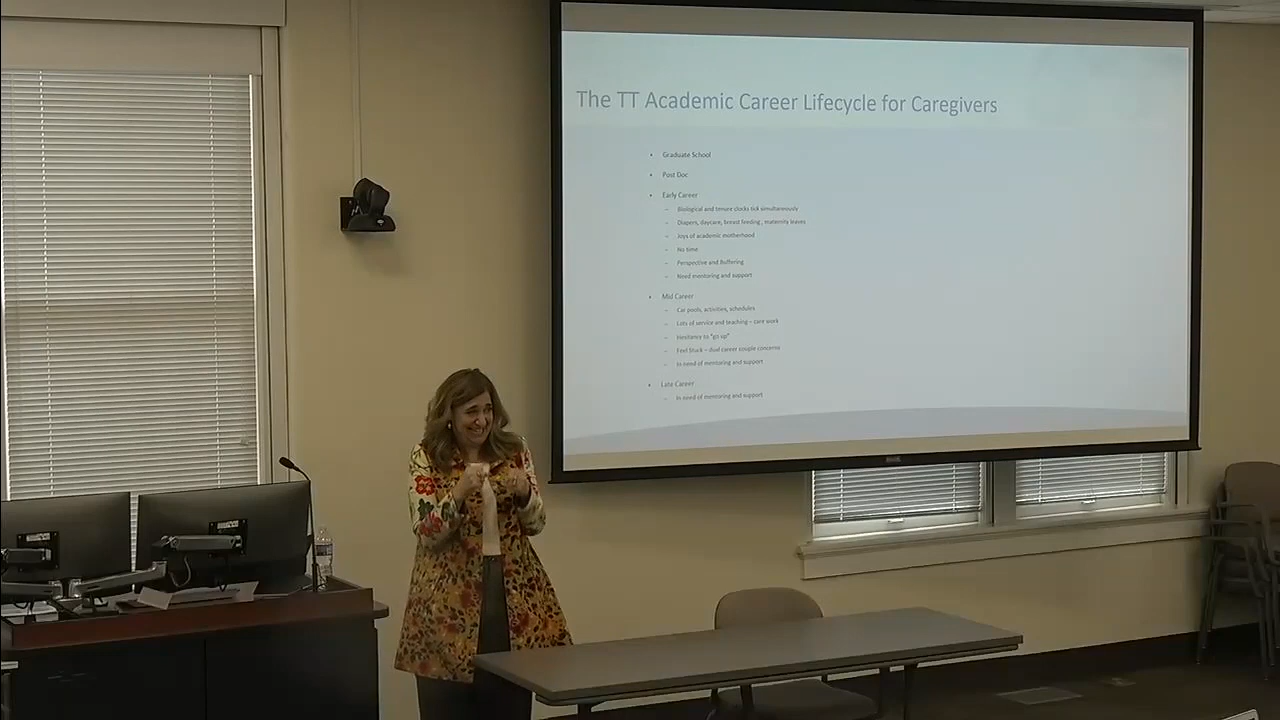 The TT Academic Career Lifecycle for Caregivers
• Graduate School
• Post Doc
• Early Career
– Biological and tenure clocks tick simultaneously
– Diapers, daycare, breast feeding , maternity leaves
– Joys of academic motherhood
– No time
– Perspective and Buffering
– Need mentoring and support
• Mid Career
– Car pools, activities, schedules
– Lots of service and teaching – care work
– Hesitancy to "go up"
– Feel Stuck – dual career couple concerns
– In need of mentoring and support
• Late Career
– In need of mentoring and support